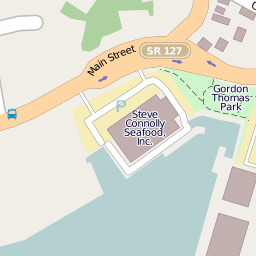 Main Street
SR 127
P
Gordon
Thomas
Park
Steve
Connolly
Seafood,
Inc.